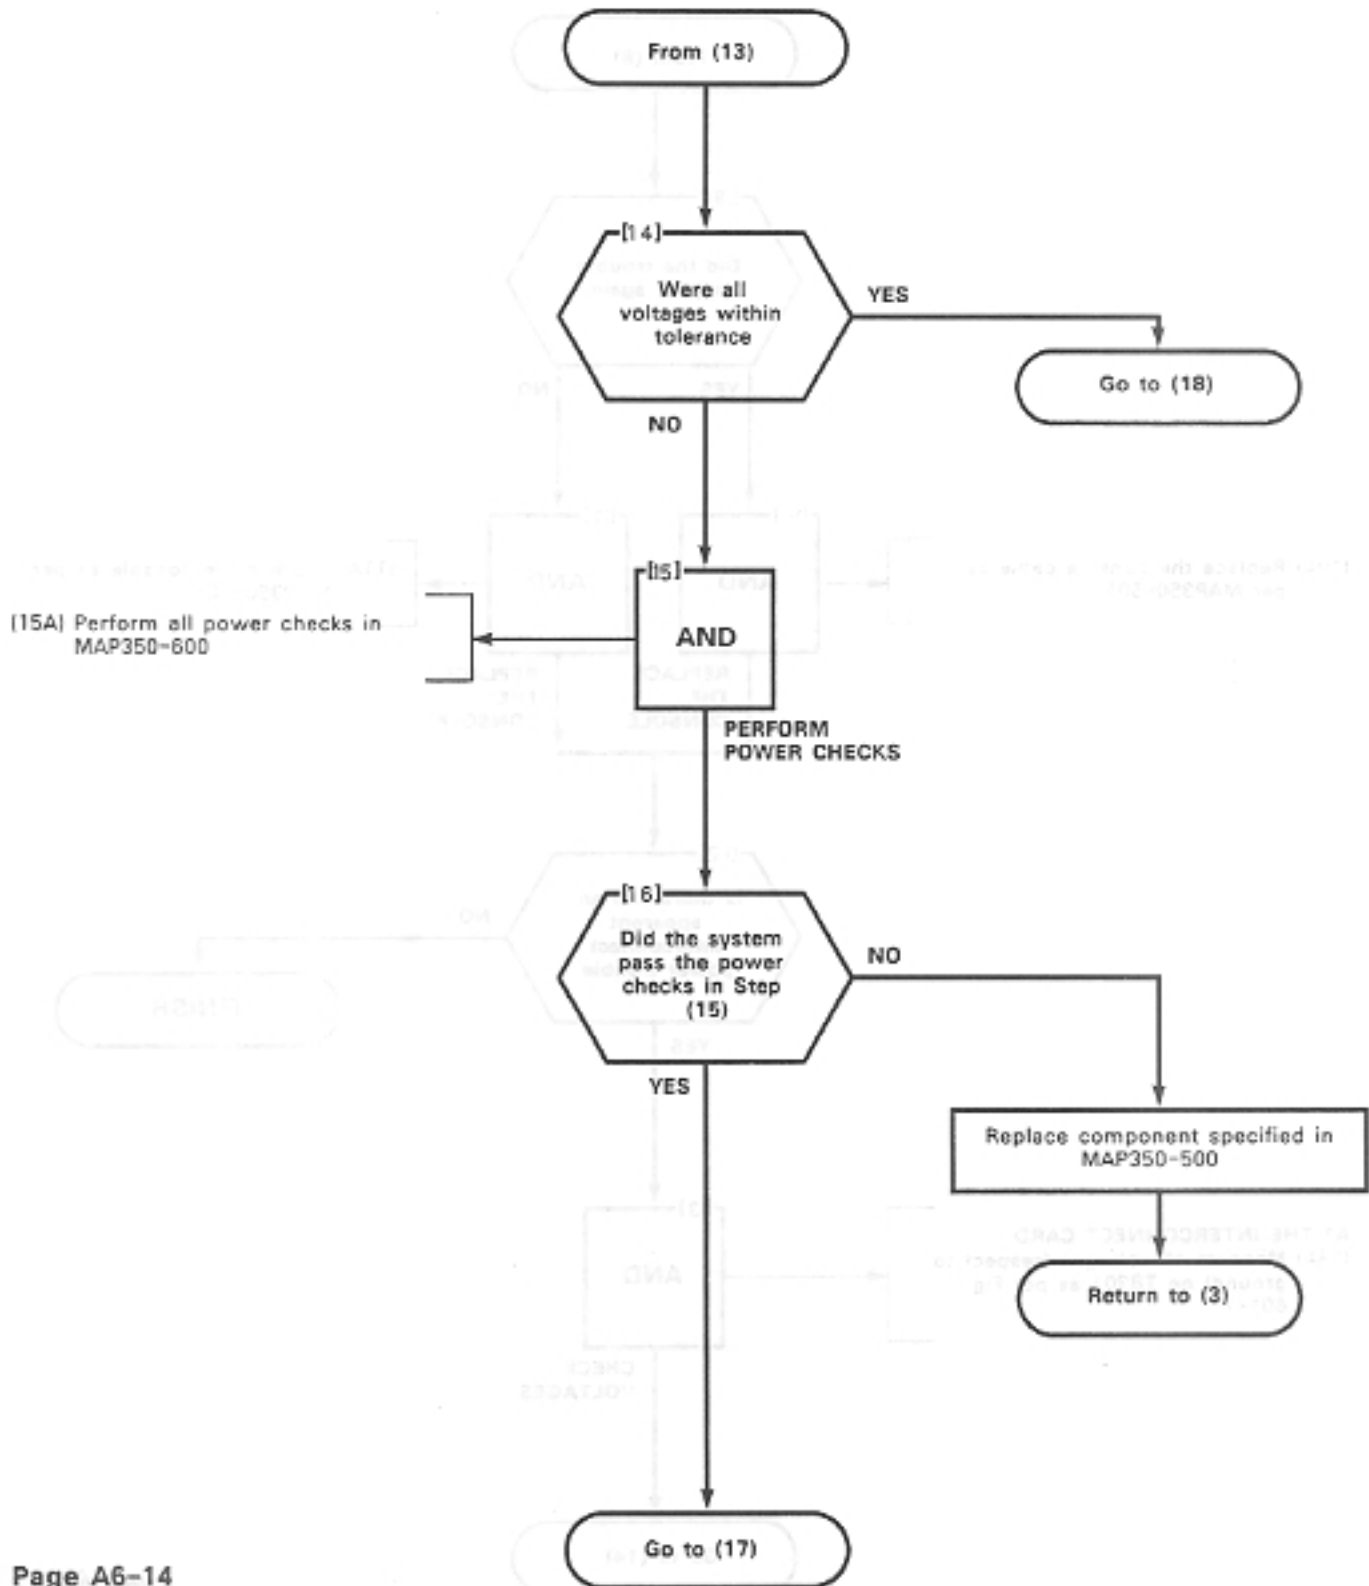 From (13)
[14]
Were all
voltages within
tolerance
YES
Go to (18)
NO
[15]
AND
(15A) Perform all power checks in
MAP350-600
PERFORM
POWER CHECKS
[16]
Did the system
pass the power
checks in Step
(15)
NO
YES
Replace component specified in
MAP350-500
Return to (3)
Go to (17)
Page A6-14